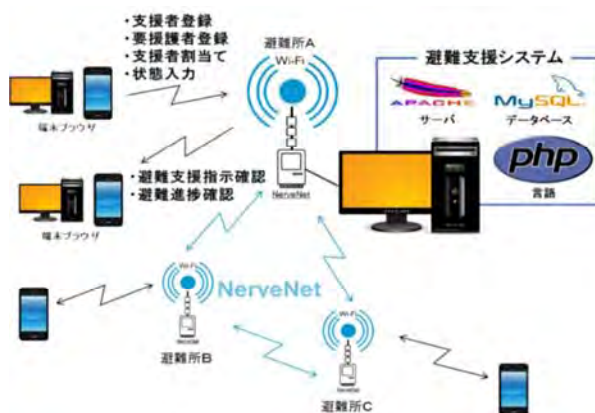 ・支援者登録
・要援護者登録
・支援者割当て
・状態入力
避難所A
Wi-Fi
NerveNet
避難支援システム
APACHE
サーバ
MySQL
データベース
php
言語
端末ブラウザ
・避難支援指示確認
・避難進捗確認
端末ブラウザ
Wi-Fi
NerveNet
避難所B
NerveNet
Wi-Fi
NerveNet
避難所C